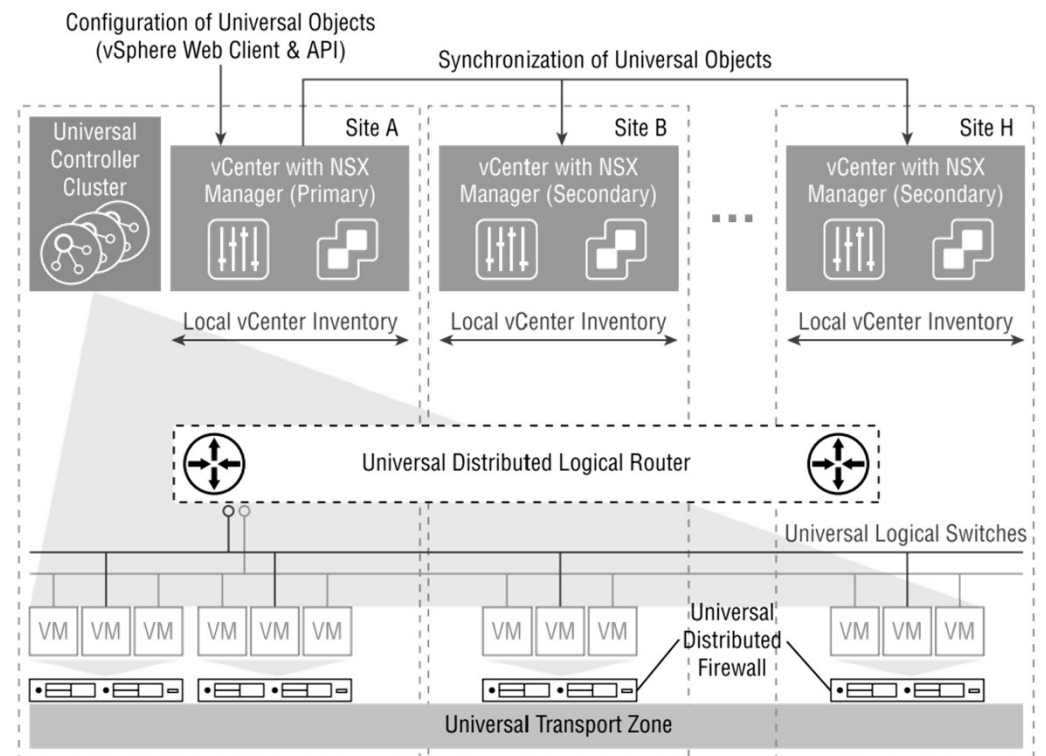 Configuration of Universal Objects
(vSphere Web Client & API)
Synchronization of Universal Objects
Universal
Controller
Cluster
Site A
vCenter with NSX
Manager (Primary)
Site B
vCenter with NSX
Manager (Secondary)
Site H
vCenter with NSX
Manager (Secondary)
Local vCenter Inventory
Local vCenter Inventory
Local vCenter Inventory
Universal Distributed Logical Router
Universal Logical Switches
VM VM VM VM VM VM VM VM VM VM VM VM
Universal
Distributed
Firewall
Universal Transport Zone